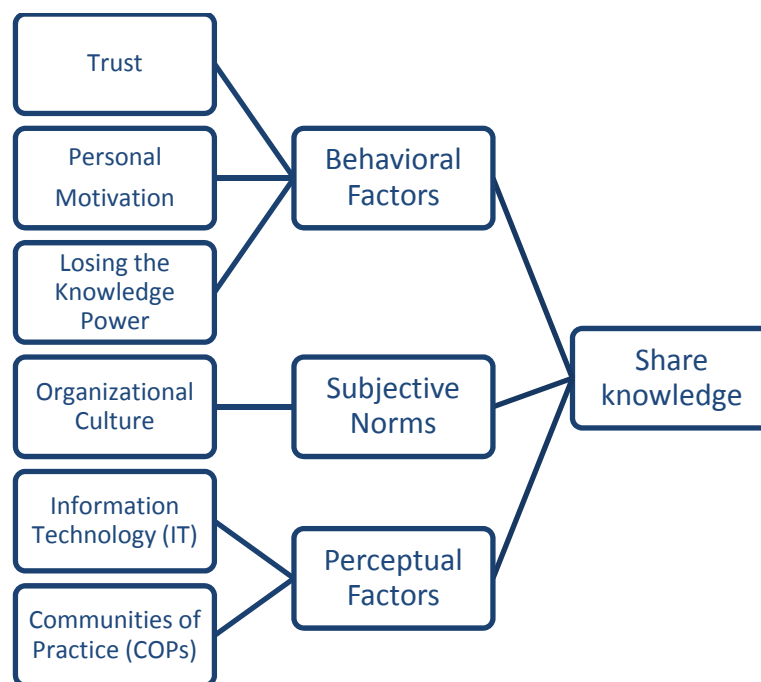 Trust
Personal
Motivation
Losing the
Knowledge
Power
Organizational
Culture
Information
Technology (IT)
Communities of
Practice (COPs)
Behavioral
Factors
Subjective
Norms
Perceptual
Factors
Share
knowledge